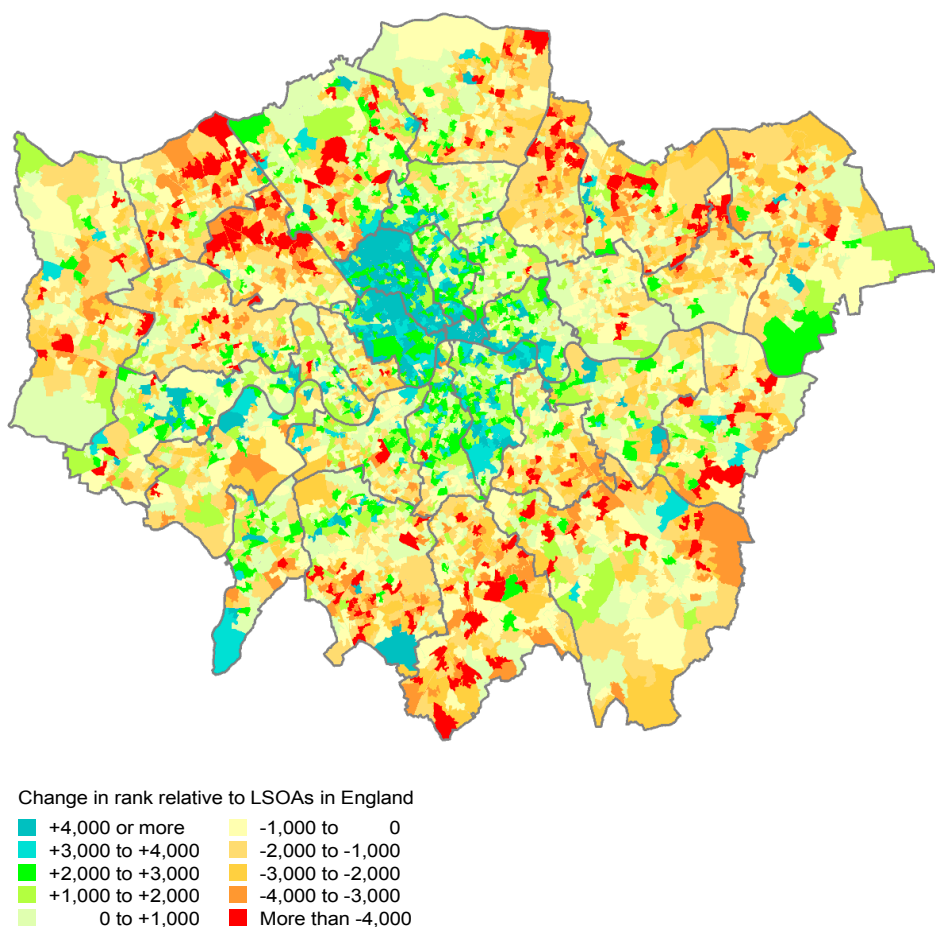 Change in rank relative to LSOAs in England
+4,000 or more
+3,000 to +4,000
+2,000 to +3,000
+1,000 to +2,000
0 to +1,000
-1,000 to 0
-2,000 to -1,000
-3,000 to -2,000
-4,000 to -3,000
More than -4,000